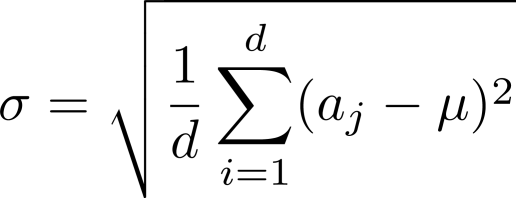 σ = √(1/d ∑_{i=1}^{d} (a_j − μ)²)